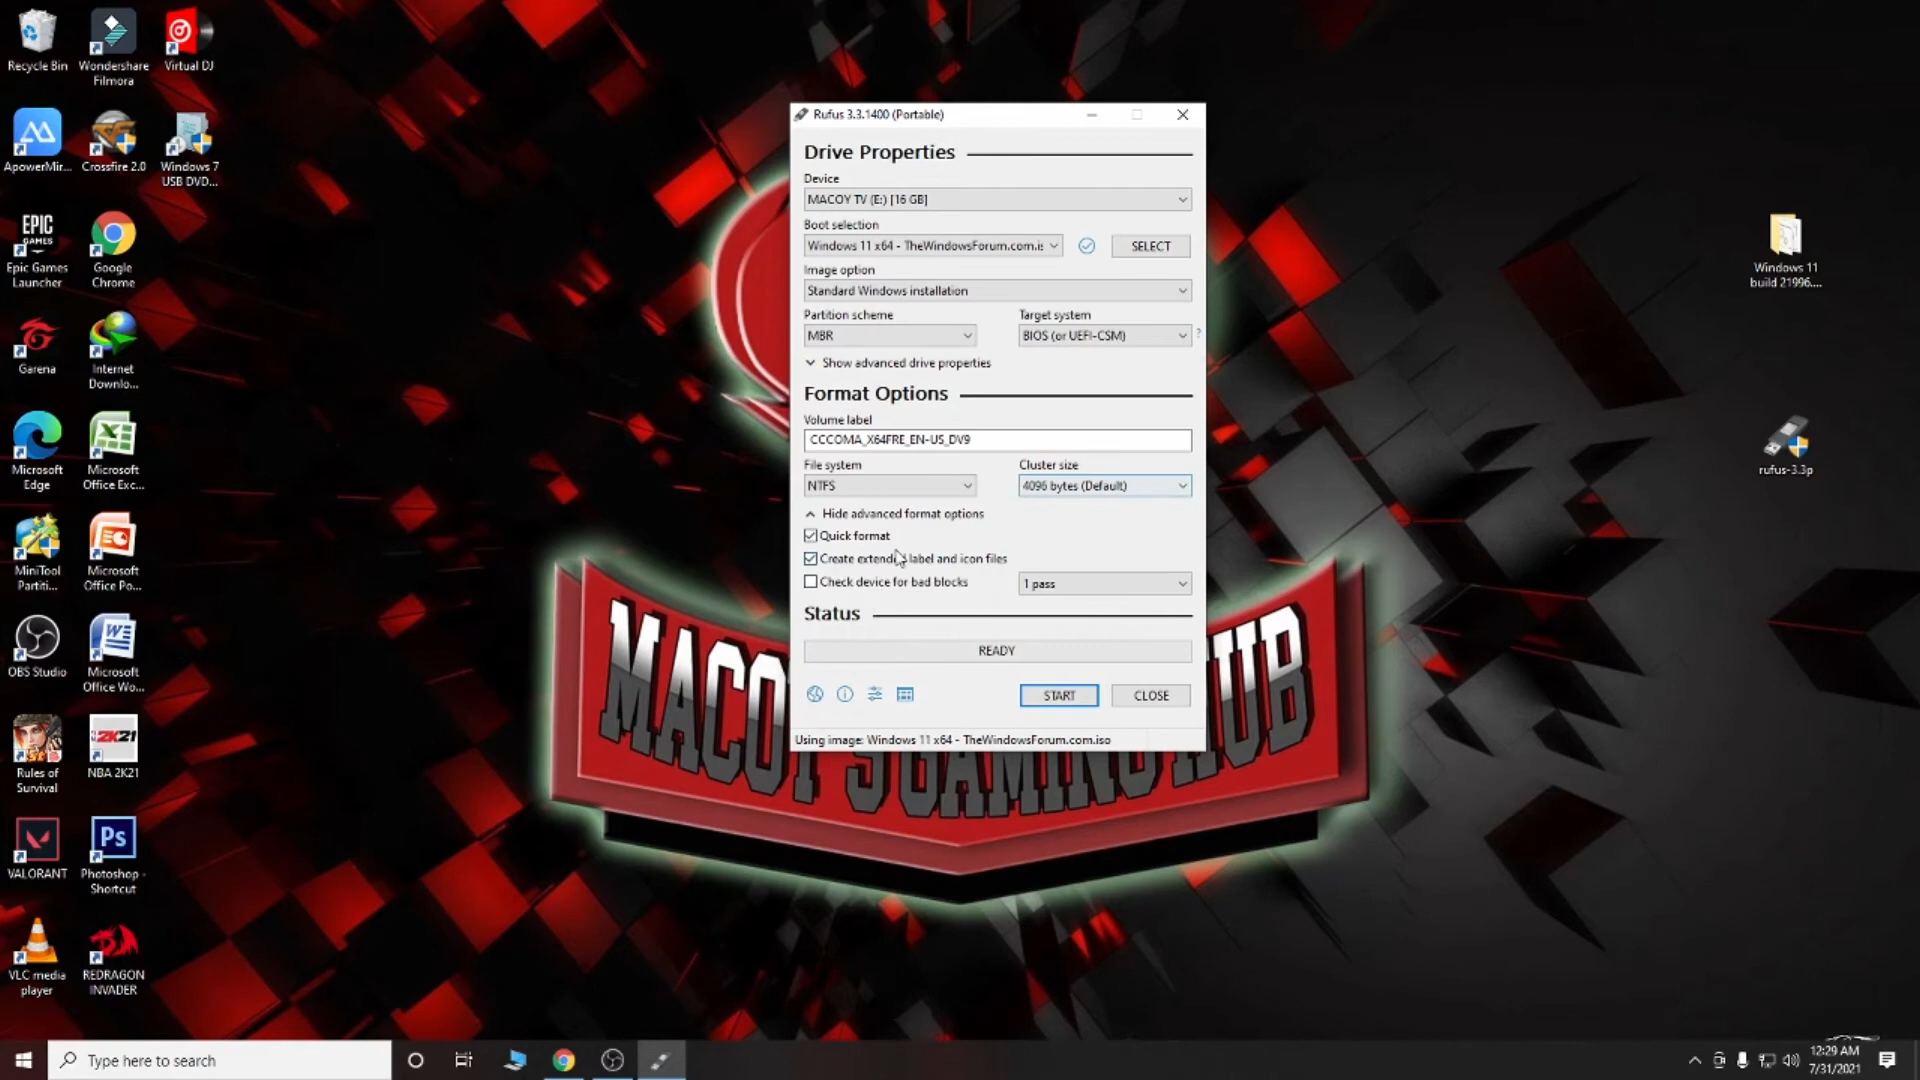 Recycle Bin
Wondershare
Filmora
Virtual DJ
ApowerMir...
Crossfire 2.0
Windows 7
USB DVD...
EPIC
GAMES
Epic Games
Launcher
Google
Chrome
Garena
Internet
Downlo...
Microsoft
Edge
Microsoft
Office Exc...
MiniTool
Partiti...
Microsoft
Office Po...
OBS Studio
Microsoft
Office Wo...
Rules of
Survival
2K21
NBA 2K21
VALORANT
Ps
Photoshop -
Shortcut
VLC media
player
REDRAGON
INVADER
Rufus 3.3.1400 (Portable)
Drive Properties
Device
MACOY TV (E:) [16 GB]
Boot selection
Windows 11 x64 - TheWindowsForum.com.is
SELECT
Image option
Standard Windows installation
Partition scheme
Target system
MBR
BIOS (or UEFI-CSM)
?
Show advanced drive properties
Format Options
Volume label
CCCOMA_X64FRE_EN-US_DV9
File system
Cluster size
NTFS
4096 bytes (Default)
Hide advanced format options
Quick format
Create extended label and icon files
Check device for bad blocks
1 pass
Status
READY
START
CLOSE
Using image: Windows 11 x64 - TheWindowsForum.com.iso
MACOY'S GAMING HUB
Windows 11
build 21996....
rufus-3.3p
Type here to search
12:29 AM
7/31/2021